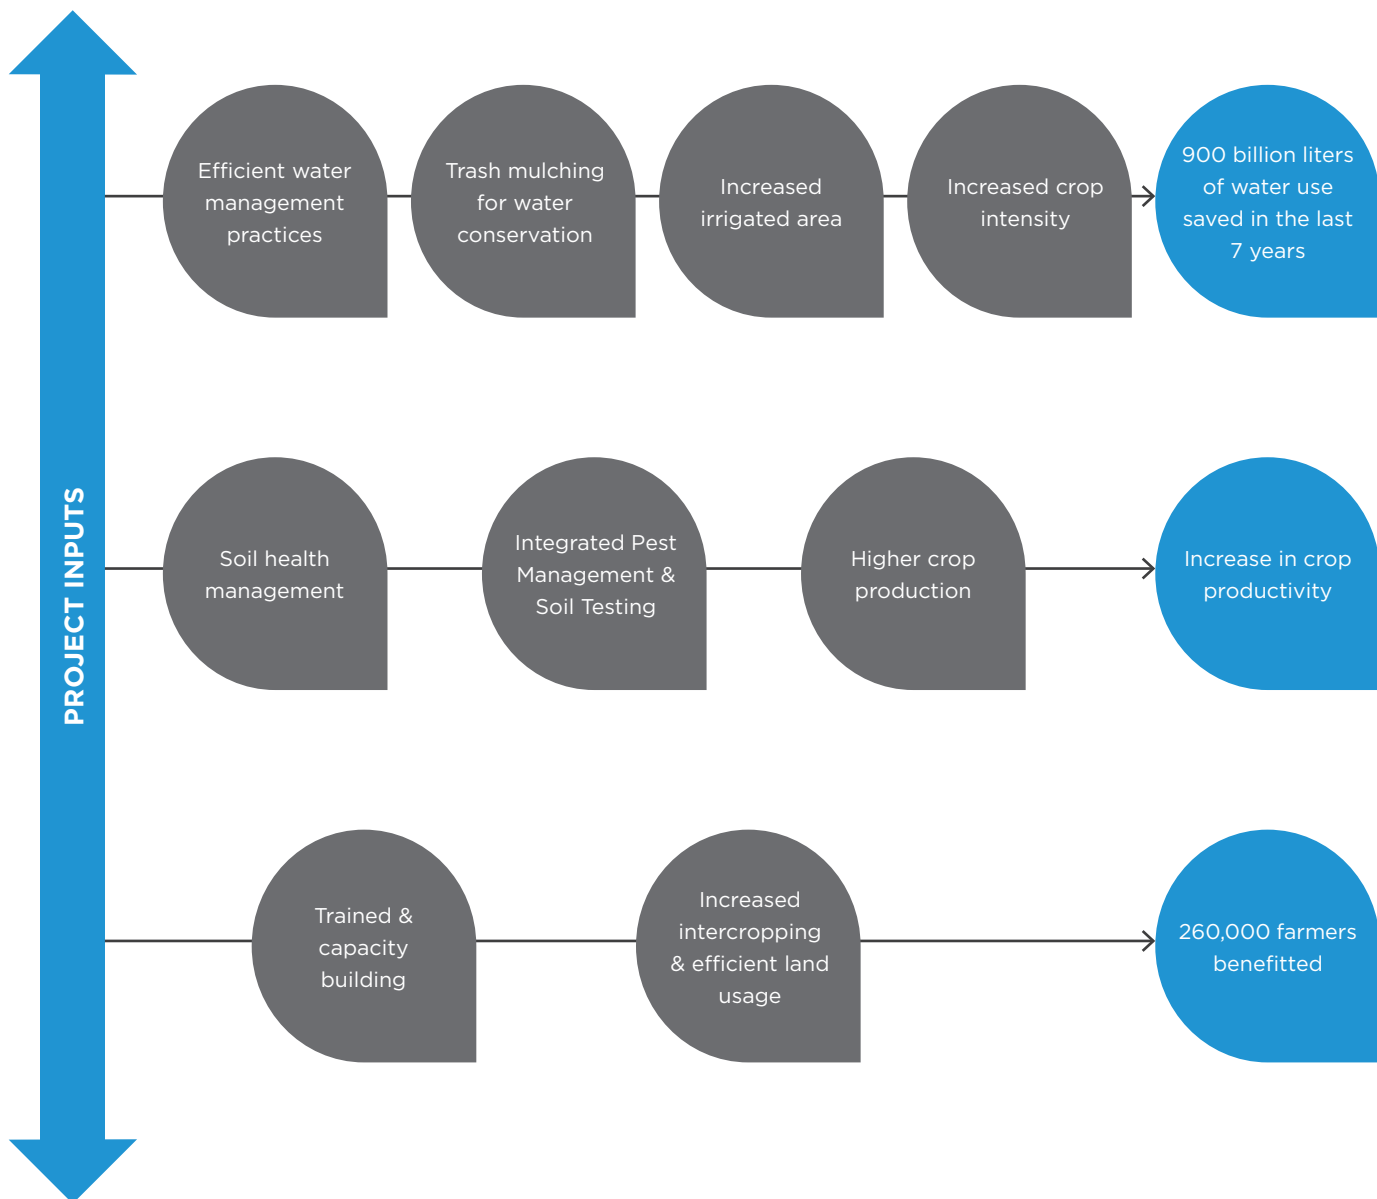 Efficient water
management
practices
Trash mulching
for water
conservation
Increased
irrigated area
Increased crop
intensity
900 billion liters
of water use
saved in the last
7 years
PROJECT INPUTS
Soil health
management
Integrated Pest
Management &
Soil Testing
Higher crop
production
Increase in crop
productivity
Trained &
capacity
building
Increased
intercropping
& efficient land
usage
260,000 farmers
benefitted